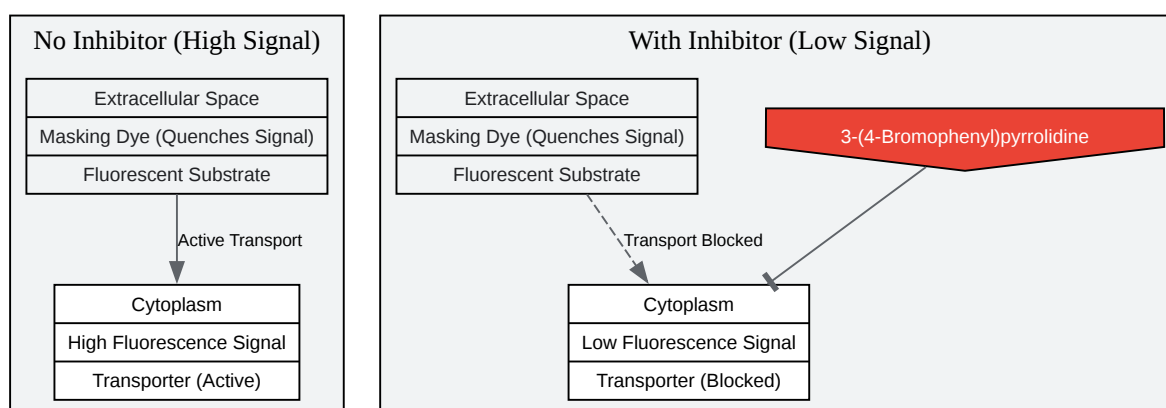 No Inhibitor (High Signal)
Extracellular Space
Masking Dye (Quenches Signal)
Fluorescent Substrate
Active Transport
Cytoplasm
High Fluorescence Signal
Transporter (Active)
With Inhibitor (Low Signal)
Extracellular Space
Masking Dye (Quenches Signal)
Fluorescent Substrate
3-(4-Bromophenyl)pyrrolidine
Transport Blocked
Cytoplasm
Low Fluorescence Signal
Transporter (Blocked)